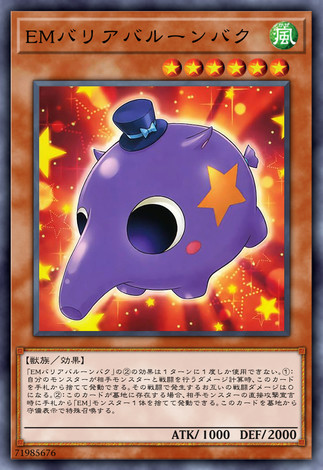 EMバリアバルーンバク
風
【獣族／効果】
「EMバリアバルーンバク」の②の効果は１ターンに１度しか使用できない。①:
自分のモンスターが相手モンスターと戦闘を行うダメージ計算時、このカード
を手札から捨てて発動できる。その戦闘で発生するお互いの戦闘ダメージは０
になる。②:このカードが墓地に存在する場合、相手モンスターの直接攻撃宣言
時に手札から「EM」モンスター１体を捨てて発動できる。このカードを墓地から
守備表示で特殊召喚する。
ATK/1000 DEF/2000
71985676